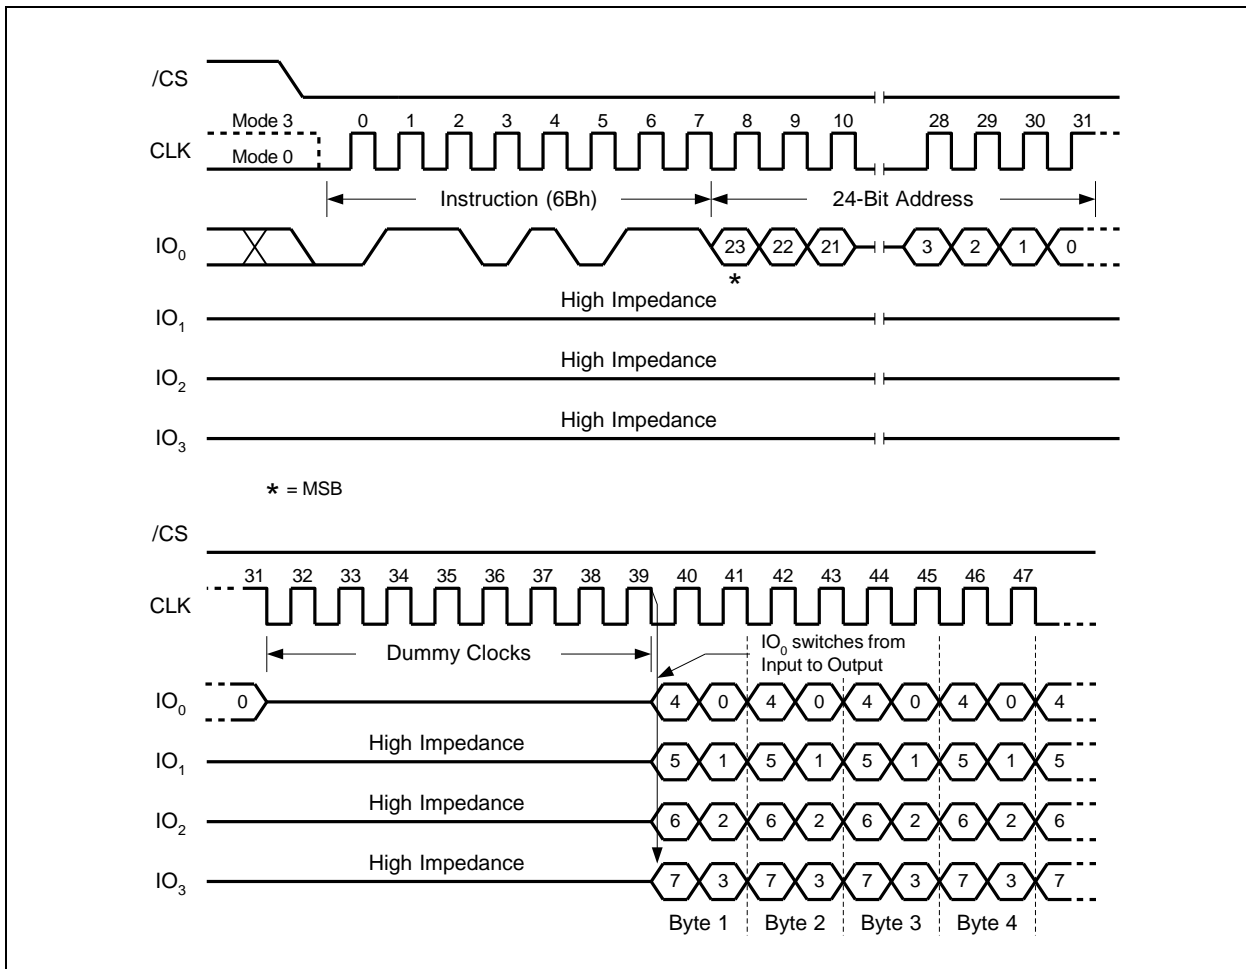 /CS
Mode 3 0 1 2 3 4 5 6 7 8 9 10 28 29 30 31
CLK
Mode 0
Instruction (6Bh) 24-Bit Address
IO0 23 22 21 3 2 1 0
*
High Impedance
IO1
High Impedance
IO2
High Impedance
IO3
* = MSB
/CS
31 32 33 34 35 36 37 38 39 40 41 42 43 44 45 46 47
CLK
Dummy Clocks
IO0 switches from
Input to Output
IO0 0 4 0 4 0 4 0 4 0 4
High Impedance
IO1 5 1 5 1 5 1 5 1 5
High Impedance
IO2 6 2 6 2 6 2 6 2 6
High Impedance
IO3 7 3 7 3 7 3 7 3 7
Byte 1 Byte 2 Byte 3 Byte 4